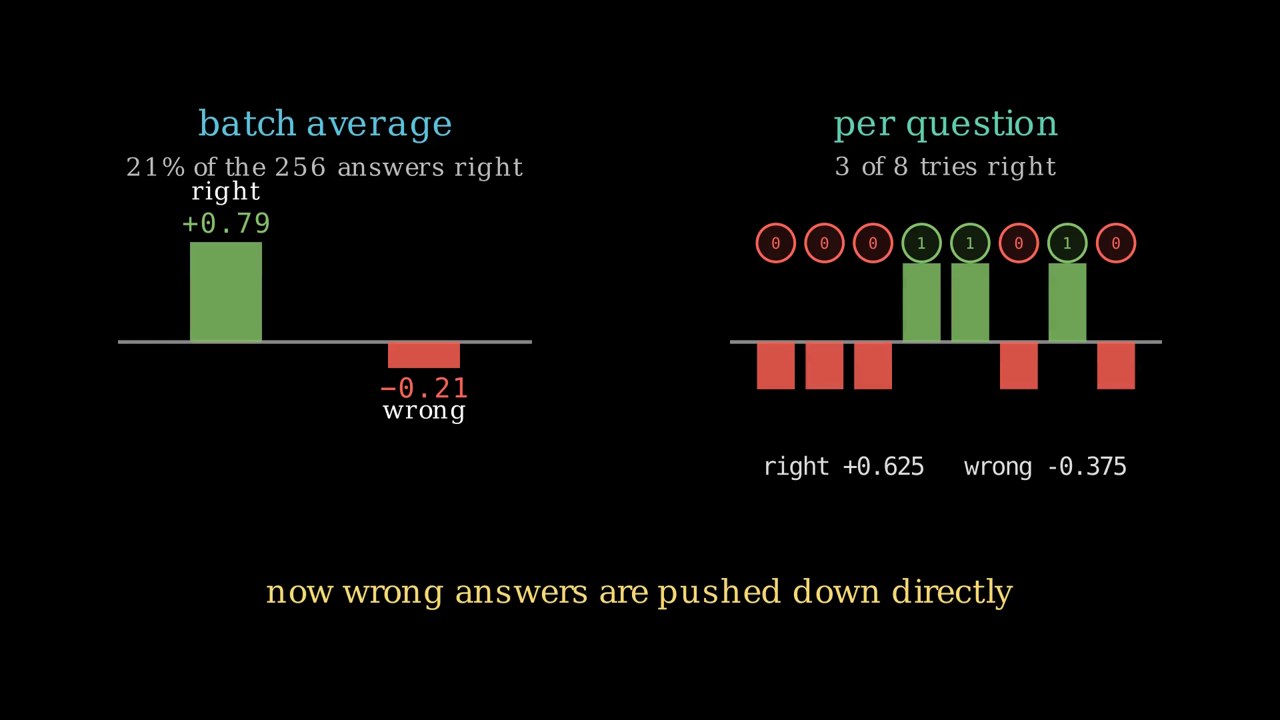 batch average
21% of the 256 answers right
right
+0.79
−0.21
wrong
per question
3 of 8 tries right
0 0 0 1 1 0 1 0
right +0.625 wrong -0.375
now wrong answers are pushed down directly